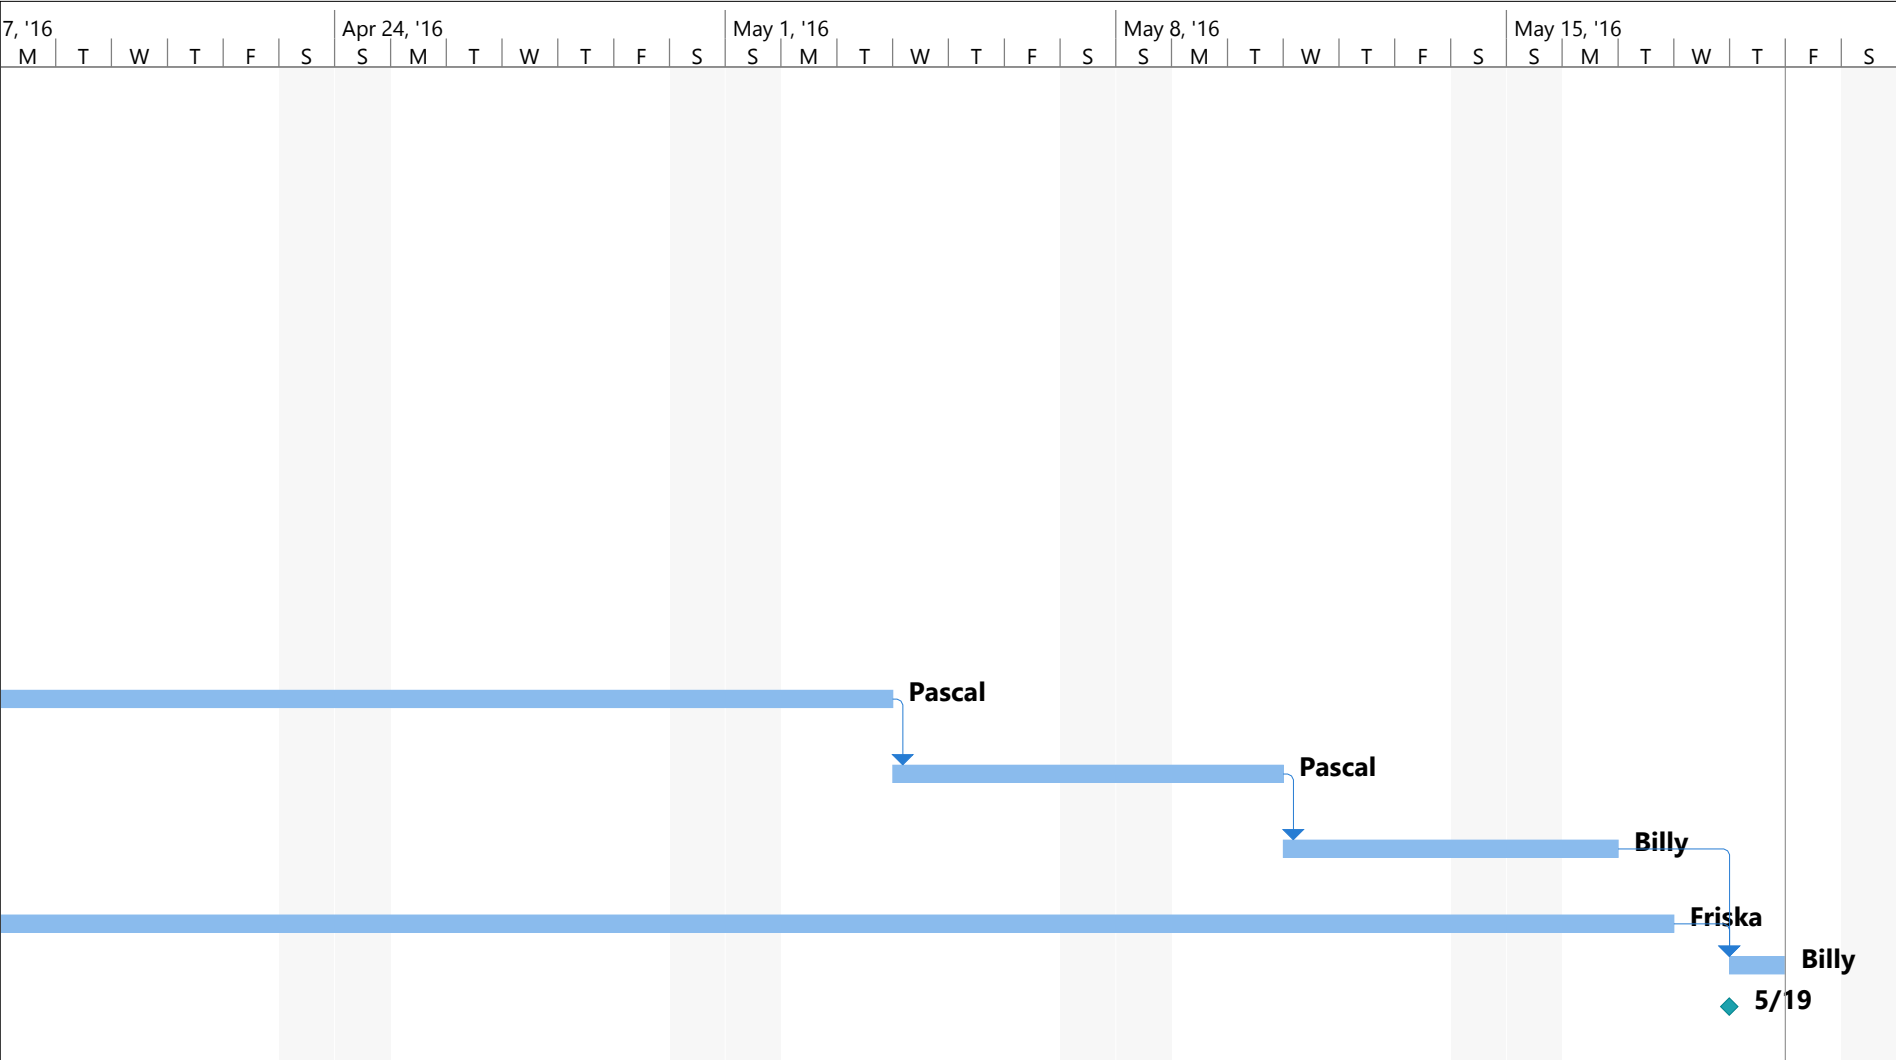 7, '16 Apr 24, '16 May 1, '16 May 8, '16 May 15, '16
M T W T F S S M T W T F S S M T W T F S S M T W T F S S M T W T F S
Pascal
Pascal
Billy
Friska
Billy
5/19